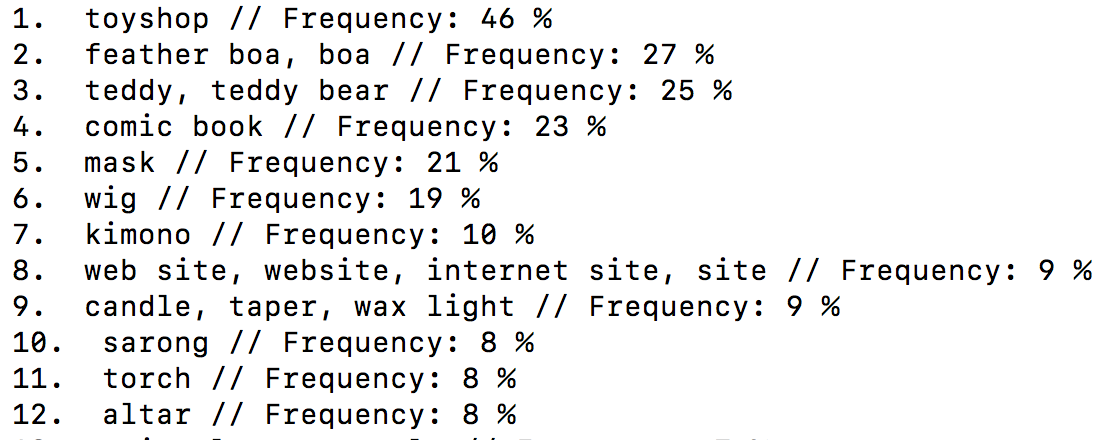 1. toyshop // Frequency: 46 %
2. feather boa, boa // Frequency: 27 %
3. teddy, teddy bear // Frequency: 25 %
4. comic book // Frequency: 23 %
5. mask // Frequency: 21 %
6. wig // Frequency: 19 %
7. kimono // Frequency: 10 %
8. web site, website, internet site, site // Frequency: 9 %
9. candle, taper, wax light // Frequency: 9 %
10. sarong // Frequency: 8 %
11. torch // Frequency: 8 %
12. altar // Frequency: 8 %